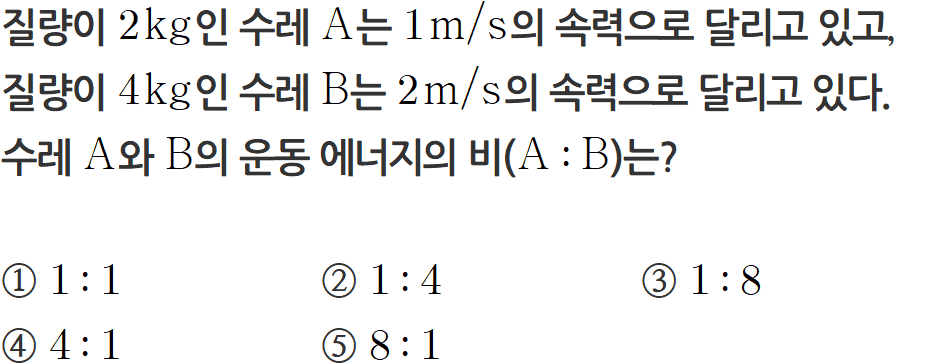 질량이 2kg인 수레 A는 1m/s의 속력으로 달리고 있고,
질량이 4kg인 수레 B는 2m/s의 속력으로 달리고 있다.
수레 A와 B의 운동 에너지의 비(A : B)는?
① 1 : 1 ② 1 : 4 ③ 1 : 8
④ 4 : 1 ⑤ 8 : 1